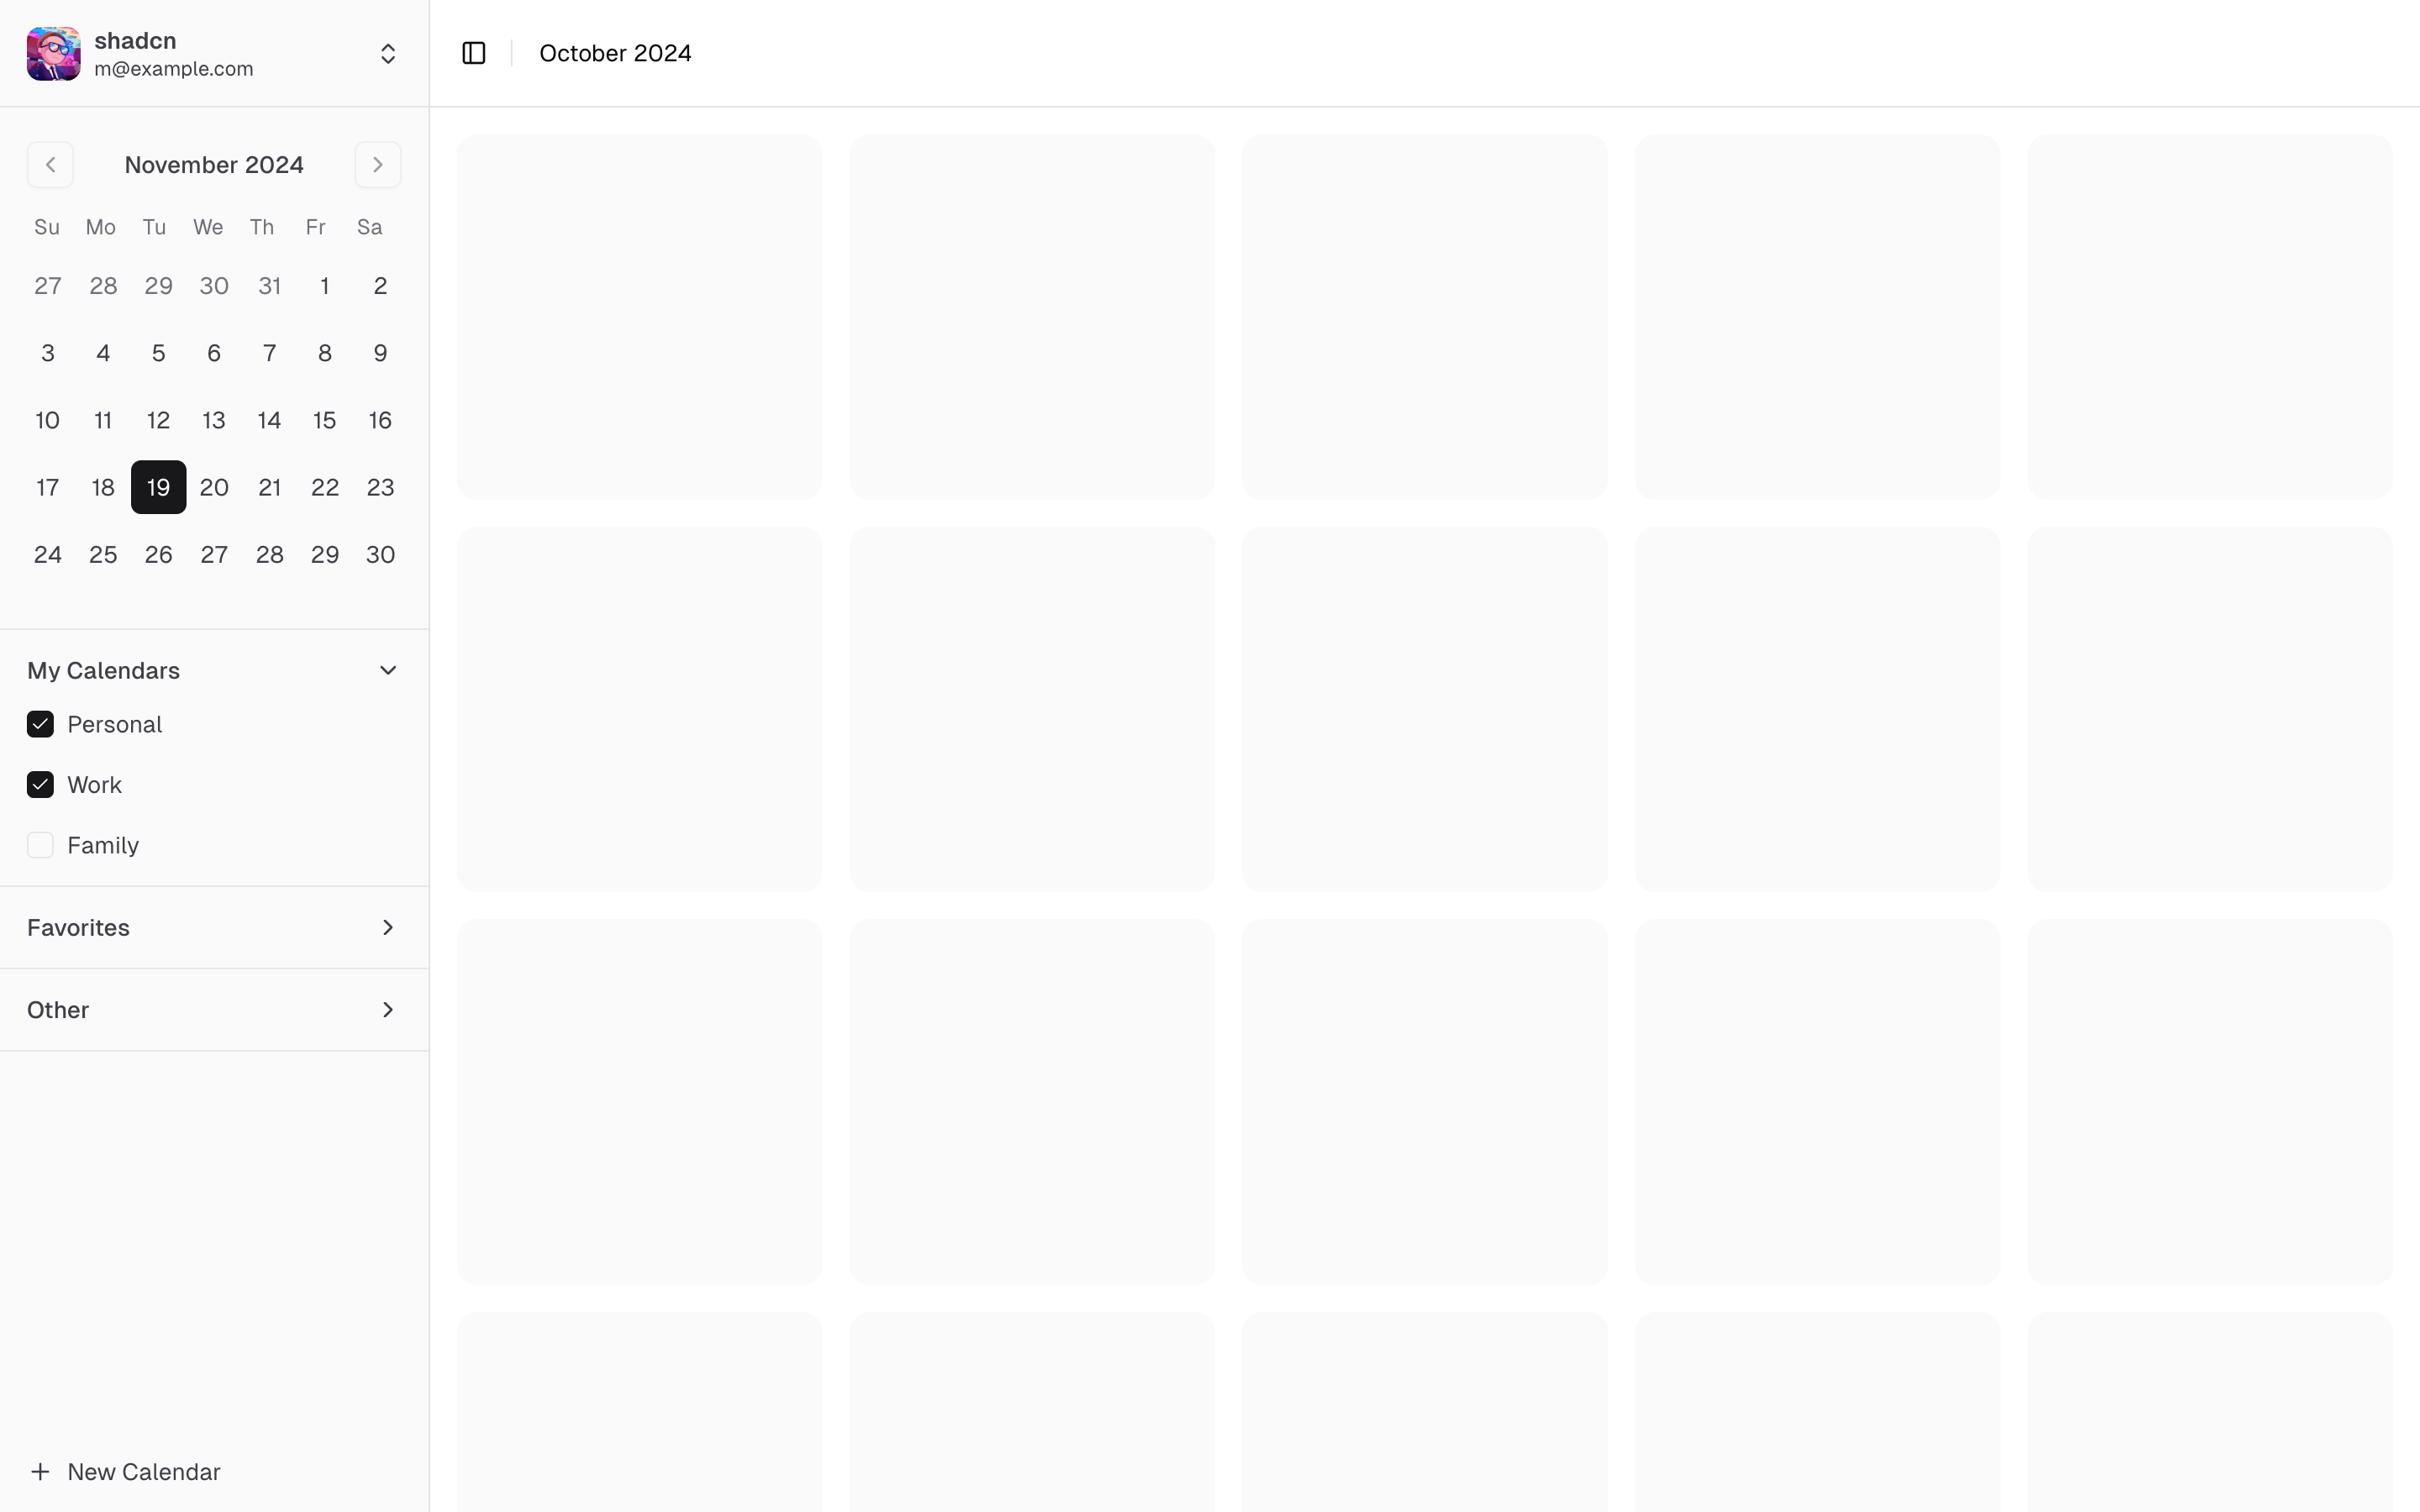 shadcn
m@example.com
November 2024
Su Mo Tu We Th Fr Sa
27 28 29 30 31 1 2
3 4 5 6 7 8 9
10 11 12 13 14 15 16
17 18 19 20 21 22 23
24 25 26 27 28 29 30
My Calendars
Personal
Work
Family
Favorites
Other
New Calendar
October 2024